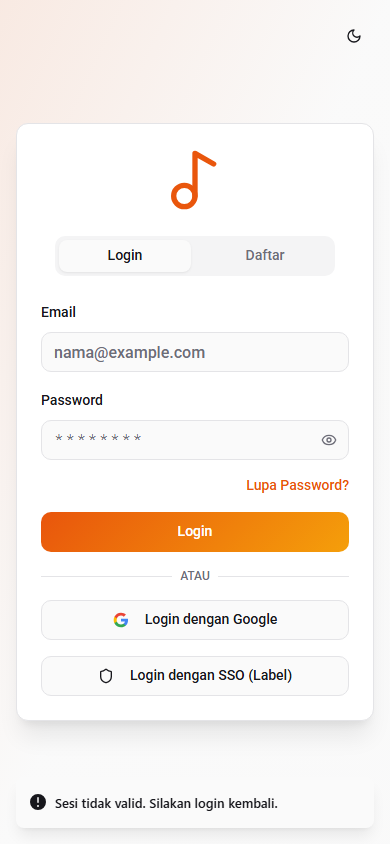 Login
Daftar
Email
nama@example.com
Password
********
Lupa Password?
Login
ATAU
Login dengan Google
Login dengan SSO (Label)
Sesi tidak valid. Silakan login kembali.